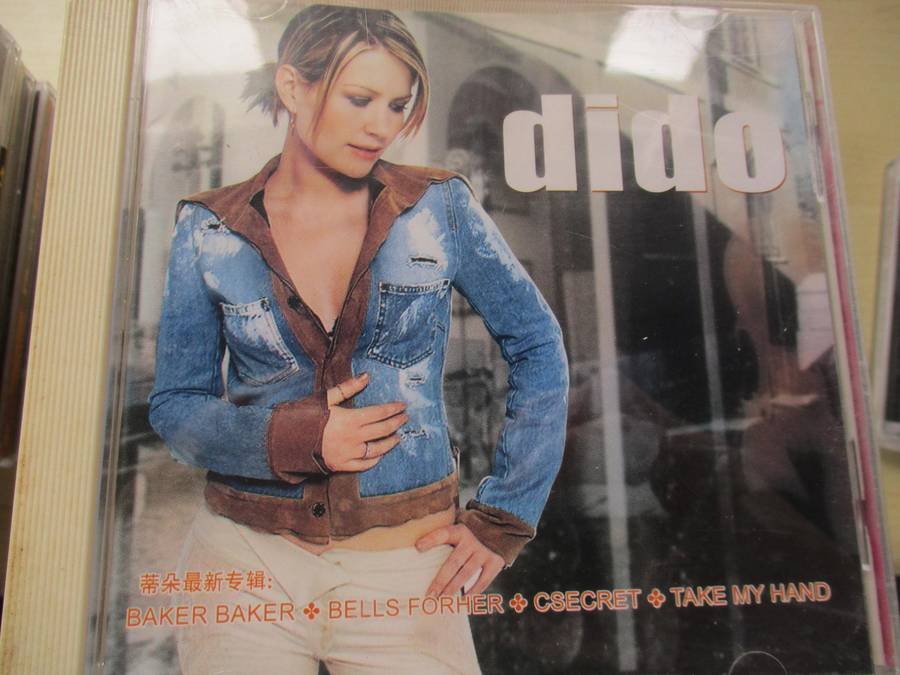 dido
蒂朵最新专辑:
BAKER BAKER ✤ BELLS FORHER ✤ CSECRET ✤ TAKE MY HAND